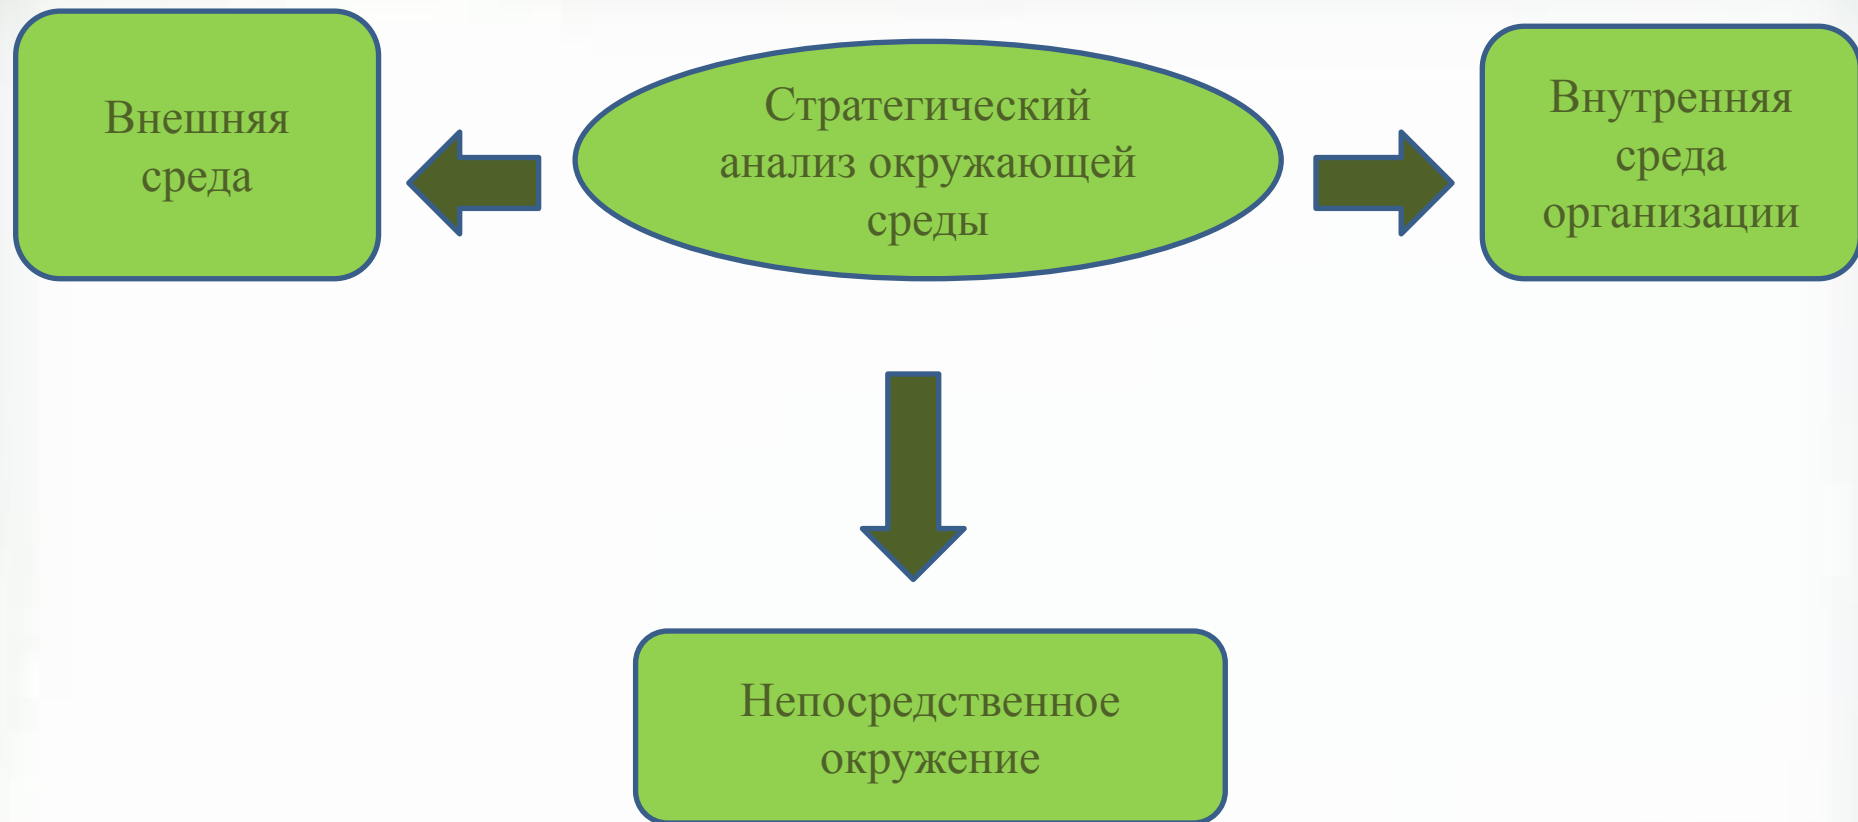 Внешняя
среда
Стратегический
анализ окружающей
среды
Внутренняя
среда
организации
Непосредственное
окружение